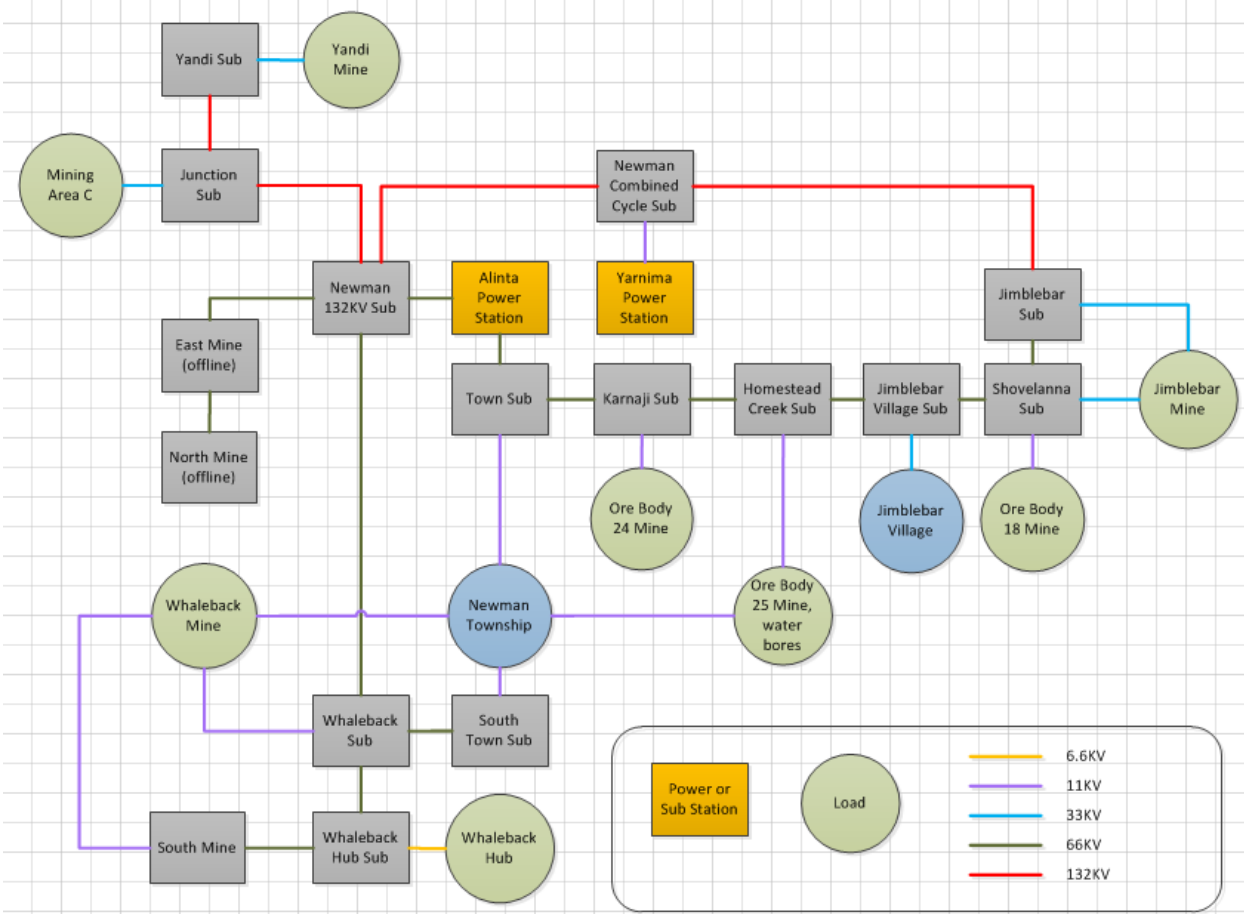 Yandi Sub
Yandi
Mine
Mining
Area C
Junction
Sub
Newman
Combined
Cycle Sub
Newman
132KV Sub
Alinta
Power
Station
Yarnima
Power
Station
Jimblebar
Sub
East Mine
(offline)
Town Sub
Karnaji Sub
Homestead
Creek Sub
Jimblebar
Village Sub
Shovelanna
Sub
Jimblebar
Mine
North Mine
(offline)
Ore Body
24 Mine
Jimblebar
Village
Ore Body
18 Mine
Whaleback
Mine
Newman
Township
Ore Body
25 Mine,
water
bores
Whaleback
Sub
South
Town Sub
South Mine
Whaleback
Hub Sub
Whaleback
Hub
Power or
Sub Station
Load
6.6KV
11KV
33KV
66KV
132KV